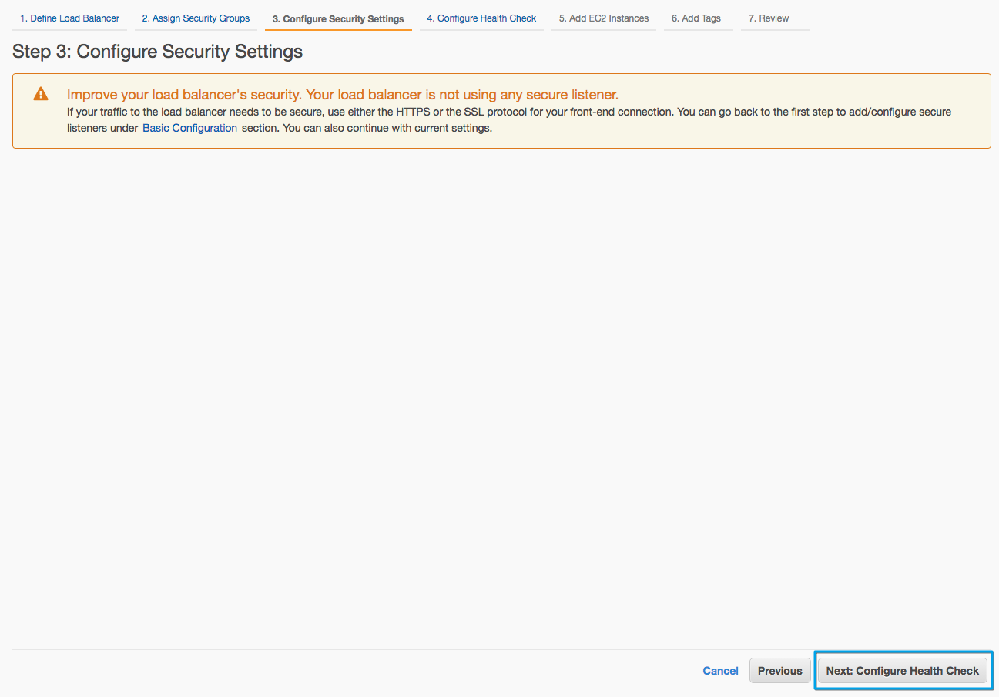 1. Define Load Balancer 2. Assign Security Groups 3. Configure Security Settings 4. Configure Health Check 5. Add EC2 Instances 6. Add Tags 7. Review
Step 3: Configure Security Settings
Improve your load balancer's security. Your load balancer is not using any secure listener.
If your traffic to the load balancer needs to be secure, use either the HTTPS or the SSL protocol for your front-end connection. You can go back to the first step to add/configure secure
listeners under Basic Configuration section. You can also continue with current settings.
Cancel Previous Next: Configure Health Check